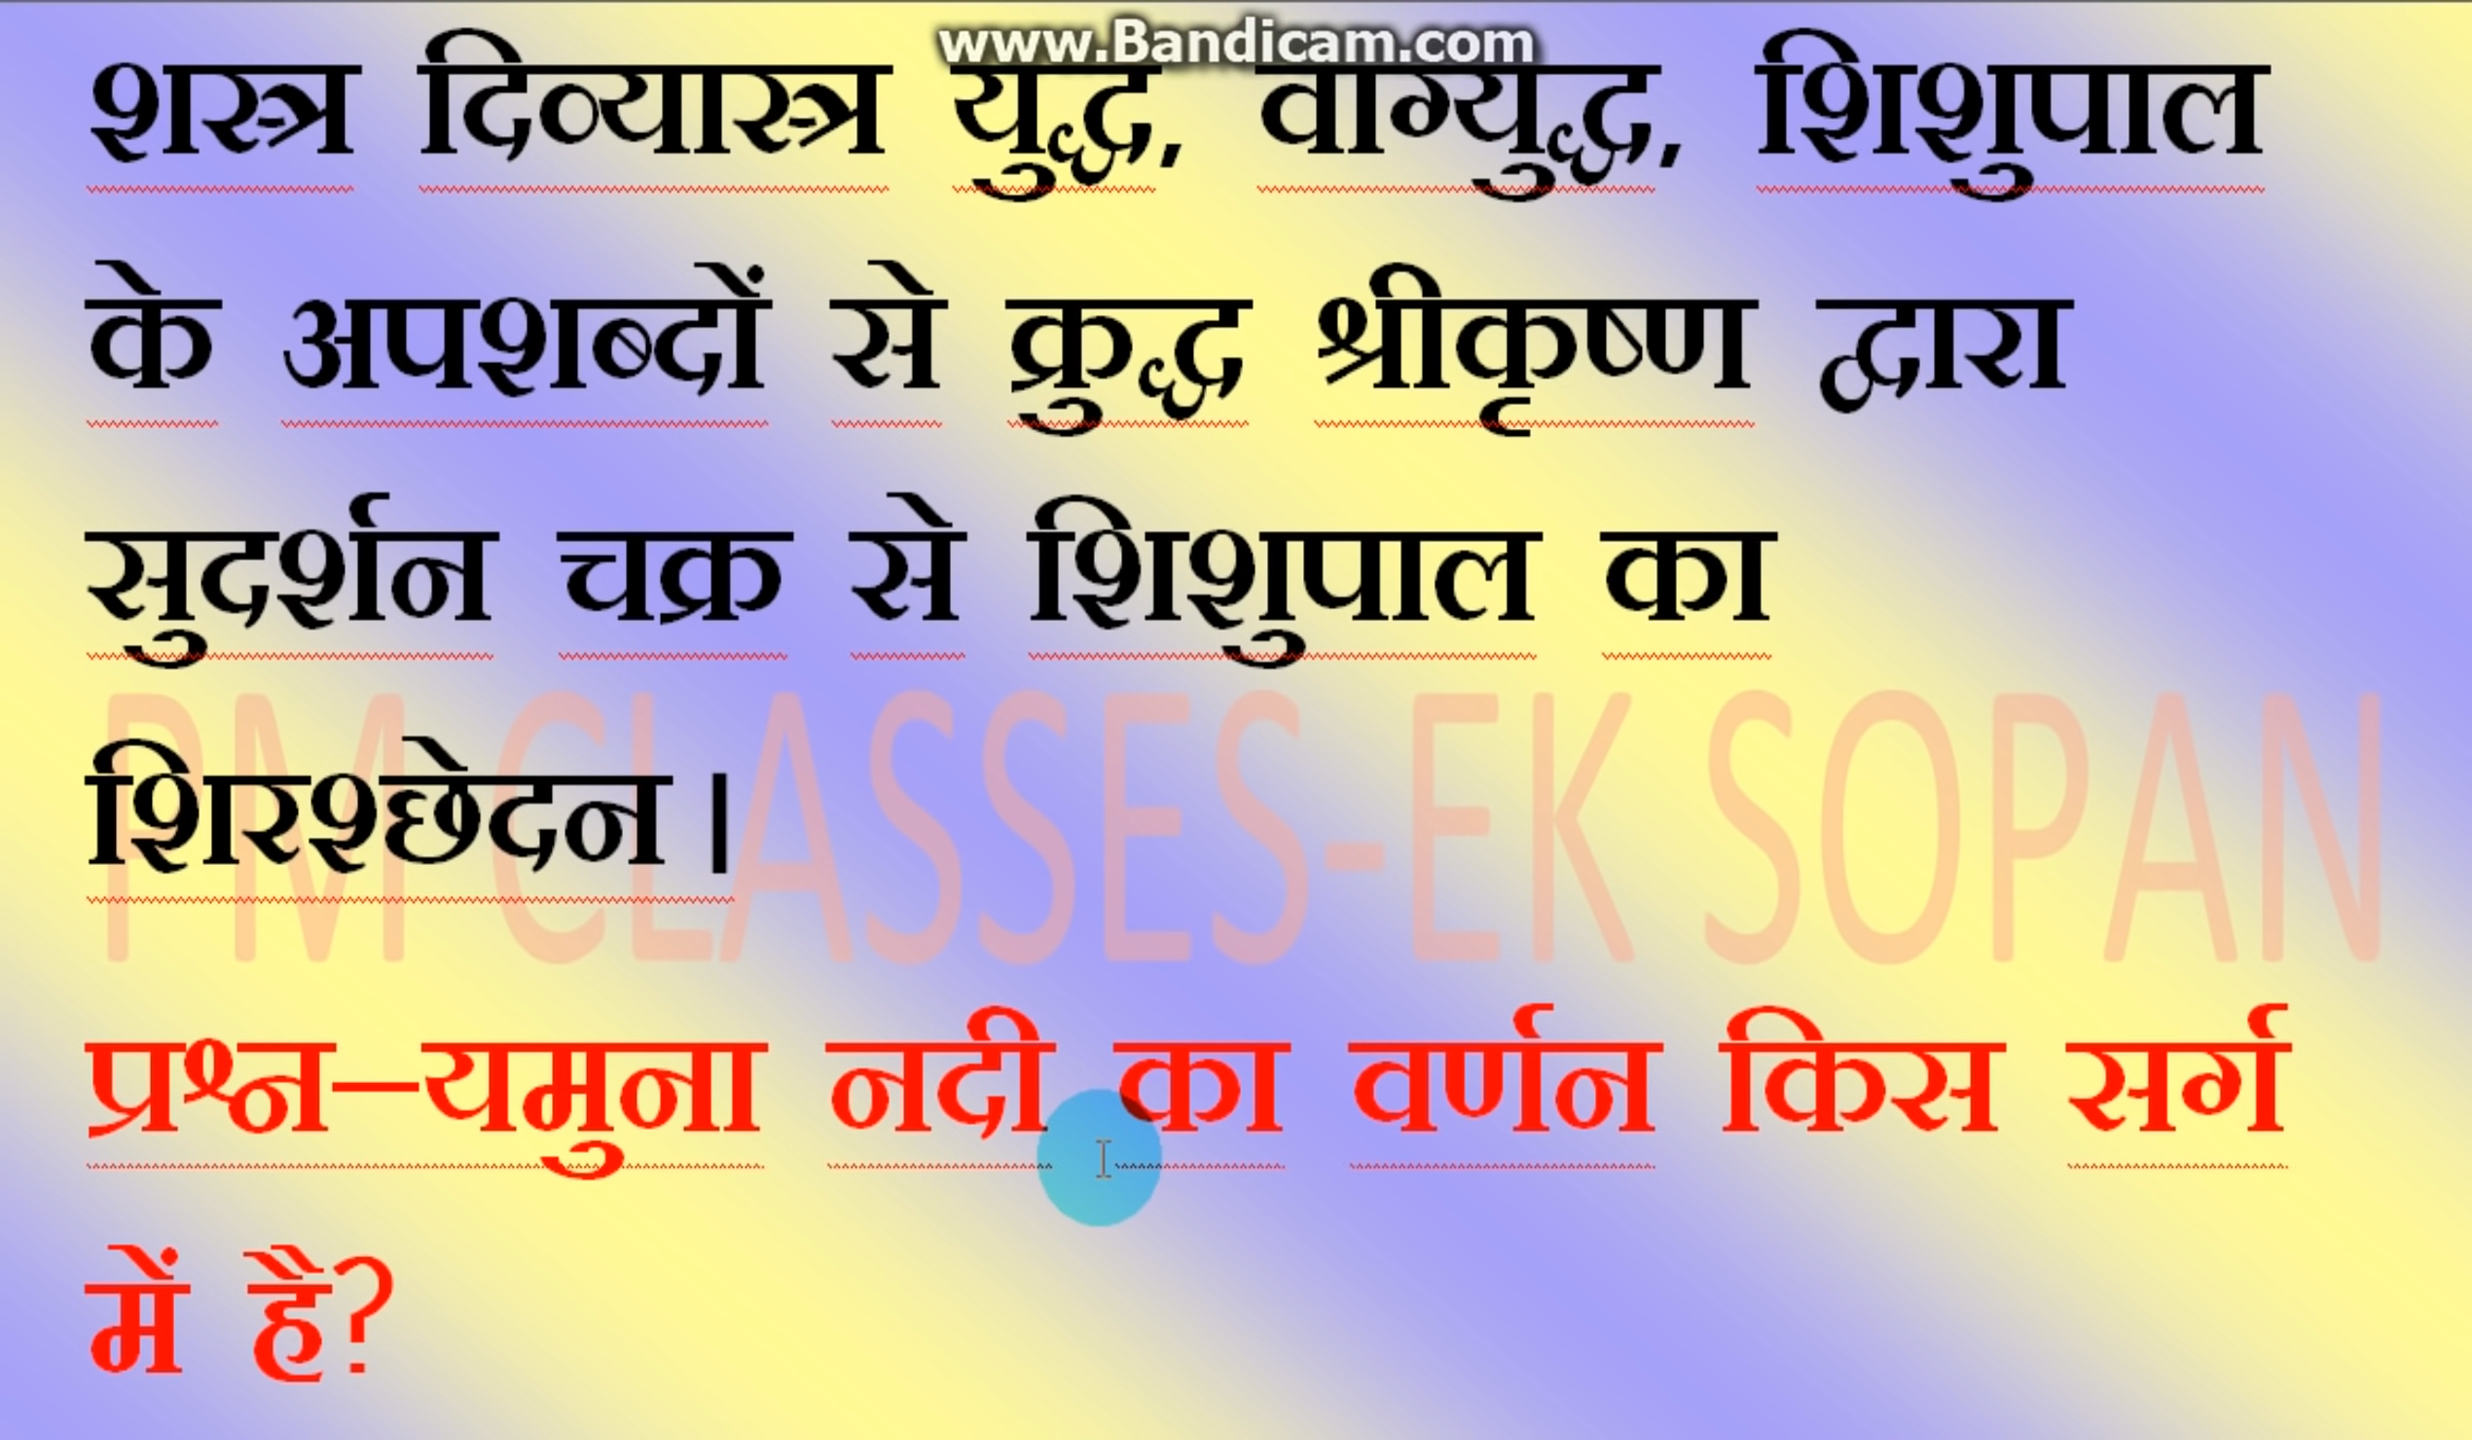 www.Bandicam.com
शस्त्र दिव्यास्त्र युद्ध, वाग्युद्ध, शिशुपाल
के अपशब्दों से क्रुद्ध श्रीकृष्ण द्वारा
सुदर्शन चक्र से शिशुपाल का
शिरश्छेदन।
PM CLASSES-EK SOPAN
प्रश्न–यमुना नदी का वर्णन किस सर्ग
में है?